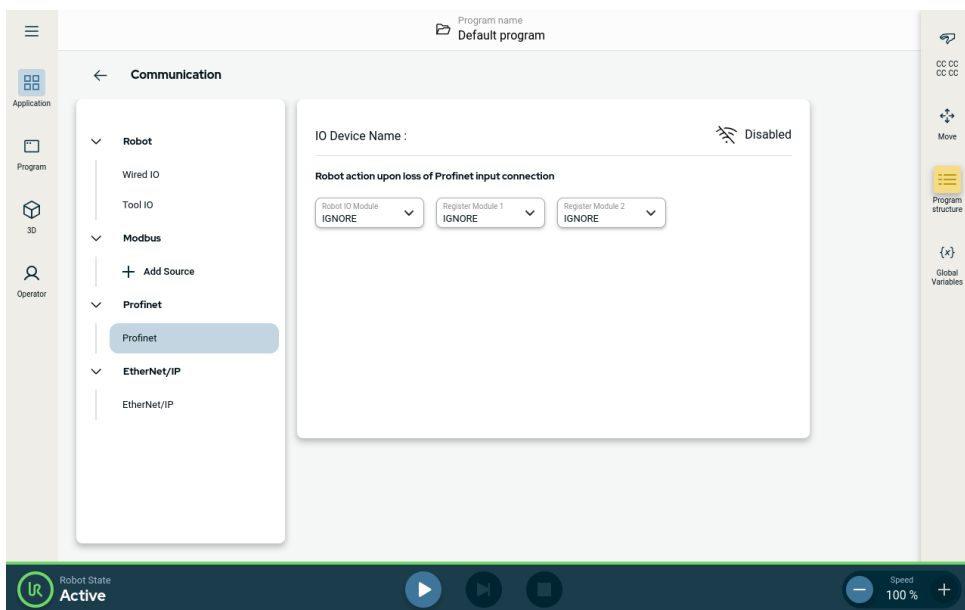 Program name
Default program
Application
Program
3D
Operator
Communication
Robot
Wired IO
Tool IO
Modbus
Add Source
Profinet
Profinet
EtherNet/IP
EtherNet/IP
IO Device Name :
Disabled
Robot action upon loss of Profinet input connection
Robot IO Module
IGNORE
Register Module 1
IGNORE
Register Module 2
IGNORE
CC CC
CC CC
Move
Program
structure
{x}
Global
Variables
UR
Robot State
Active
Speed
100 %